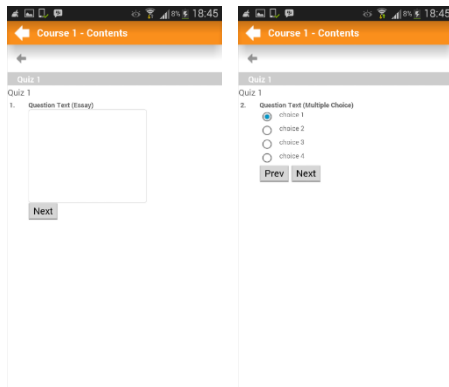 8% 18:45
Course 1 - Contents
Quiz 1
Quiz 1
1. Question Text (Essay)
Next
8% 18:45
Course 1 - Contents
Quiz 1
Quiz 1
2. Question Text (Multiple Choice)
choice 1
choice 2
choice 3
choice 4
Prev Next